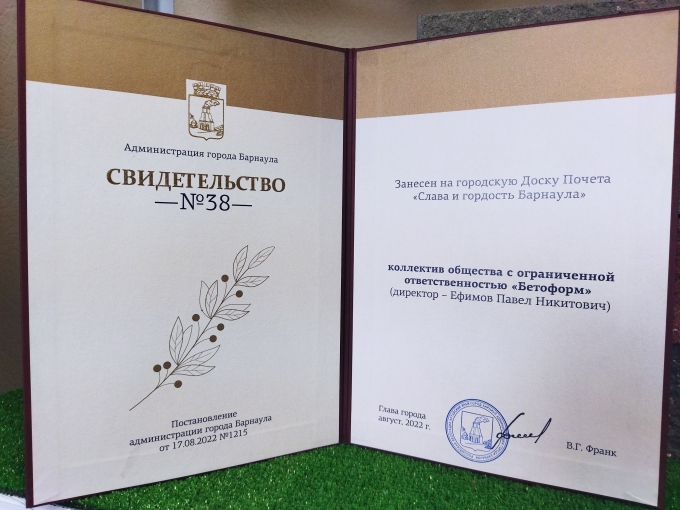 Администрация города Барнаула
СВИДЕТЕЛЬСТВО
—№38—
Постановление
администрации города Барнаула
от 17.08.2022 №1215
Занесен на городскую Доску Почета
«Слава и гордость Барнаула»
коллектив общества с ограниченной
ответственностью «Бетоформ»
(директор – Ефимов Павел Никитович)
Глава города
август, 2022 г.
В.Г. Франк